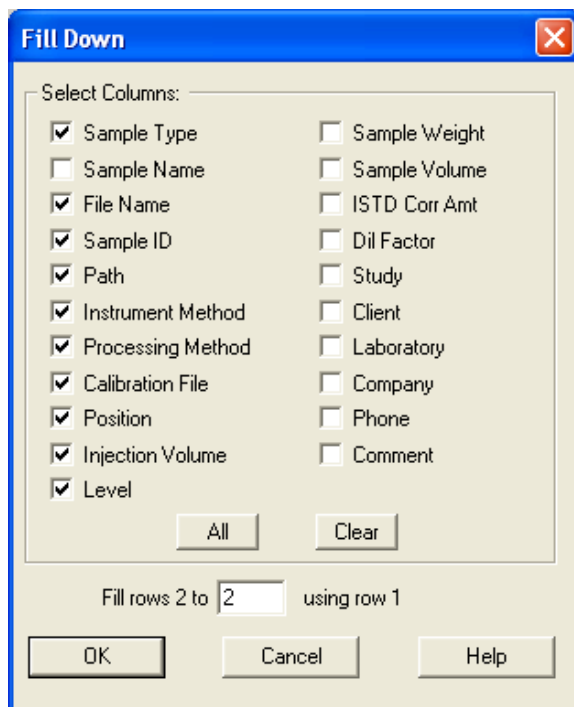 Fill Down
Select Columns:
Sample Type
Sample Name
File Name
Sample ID
Path
Instrument Method
Processing Method
Calibration File
Position
Injection Volume
Level
Sample Weight
Sample Volume
ISTD Corr Amt
Dil Factor
Study
Client
Laboratory
Company
Phone
Comment
All Clear
Fill rows 2 to 2 using row 1
OK Cancel Help